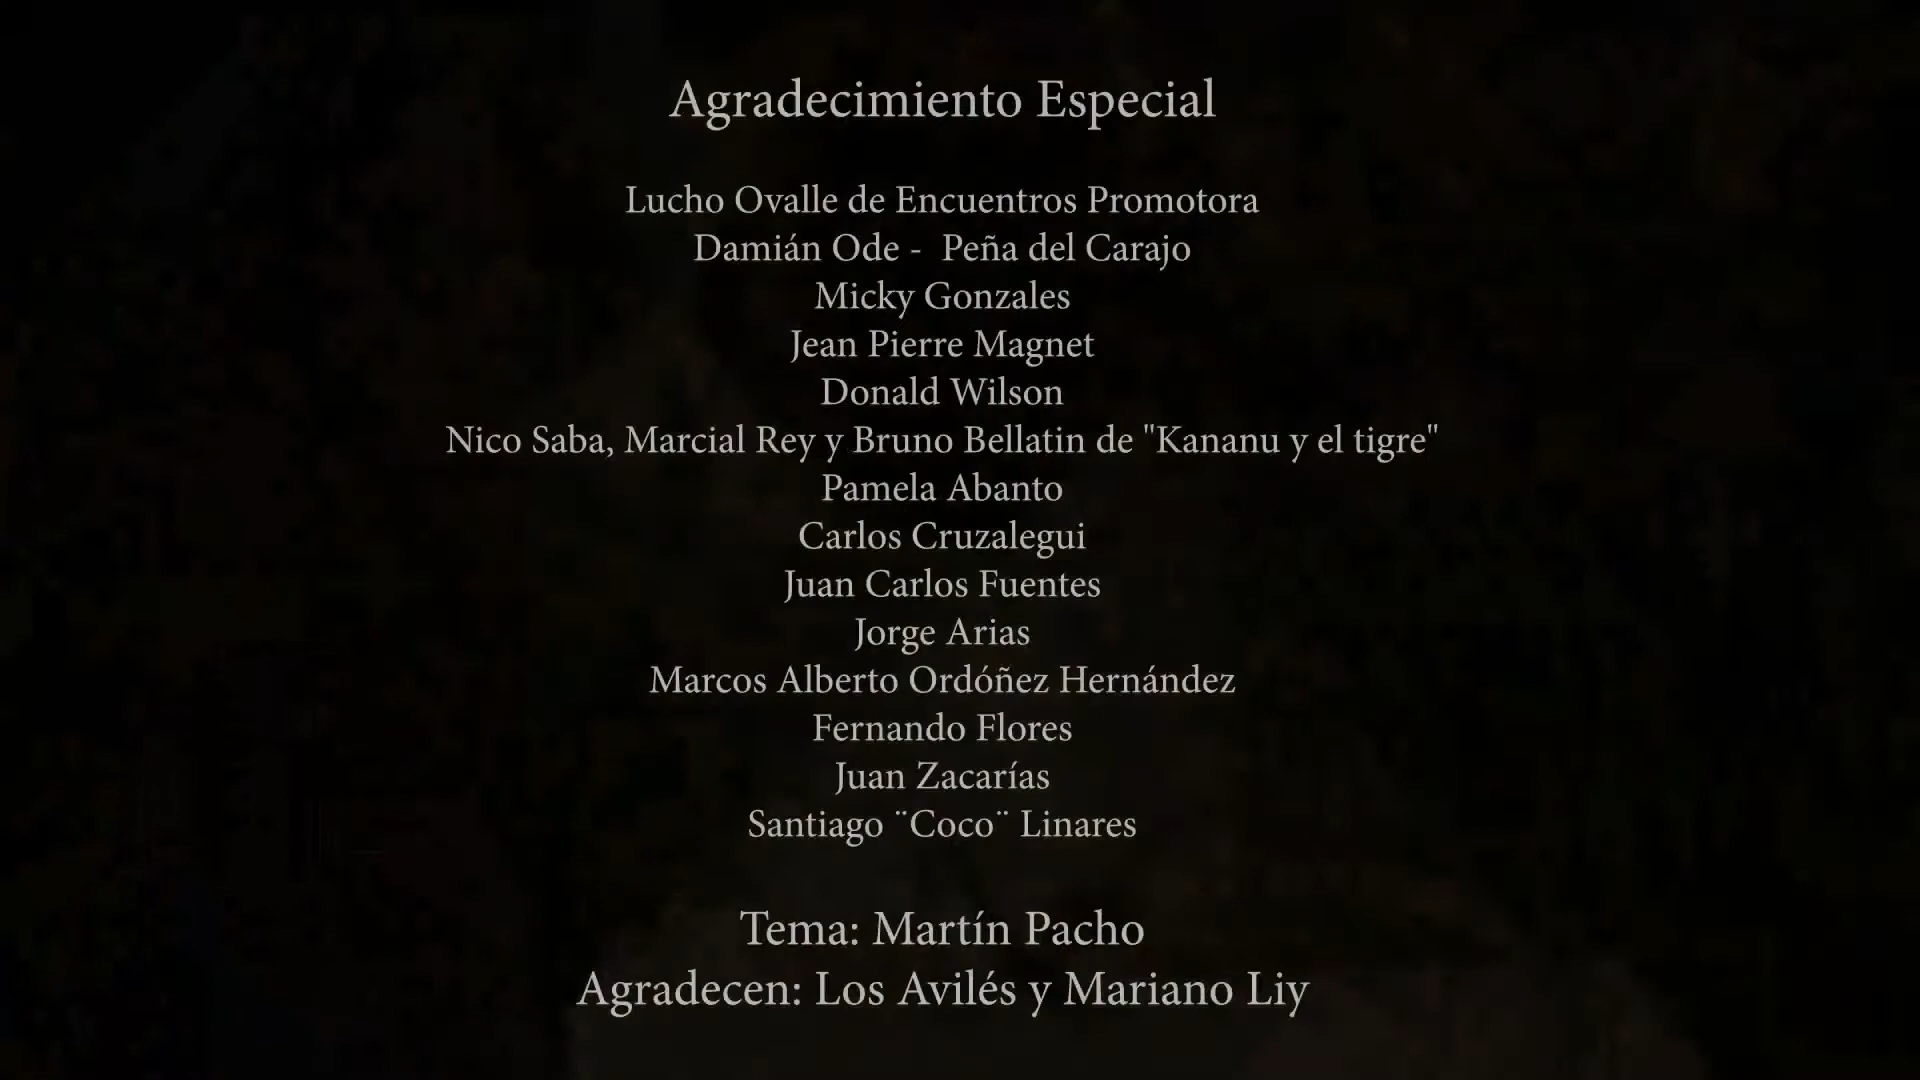 Agradecimiento Especial
Lucho Ovalle de Encuentros Promotora
Damián Ode -  Peña del Carajo
Micky Gonzales
Jean Pierre Magnet
Donald Wilson
Nico Saba, Marcial Rey y Bruno Bellatin de "Kananu y el tigre"
Pamela Abanto
Carlos Cruzalegui
Juan Carlos Fuentes
Jorge Arias
Marcos Alberto Ordóñez Hernández
Fernando Flores
Juan Zacarías
Santiago ¨Coco¨ Linares
Tema: Martín Pacho
Agradecen: Los Avilés y Mariano Liy